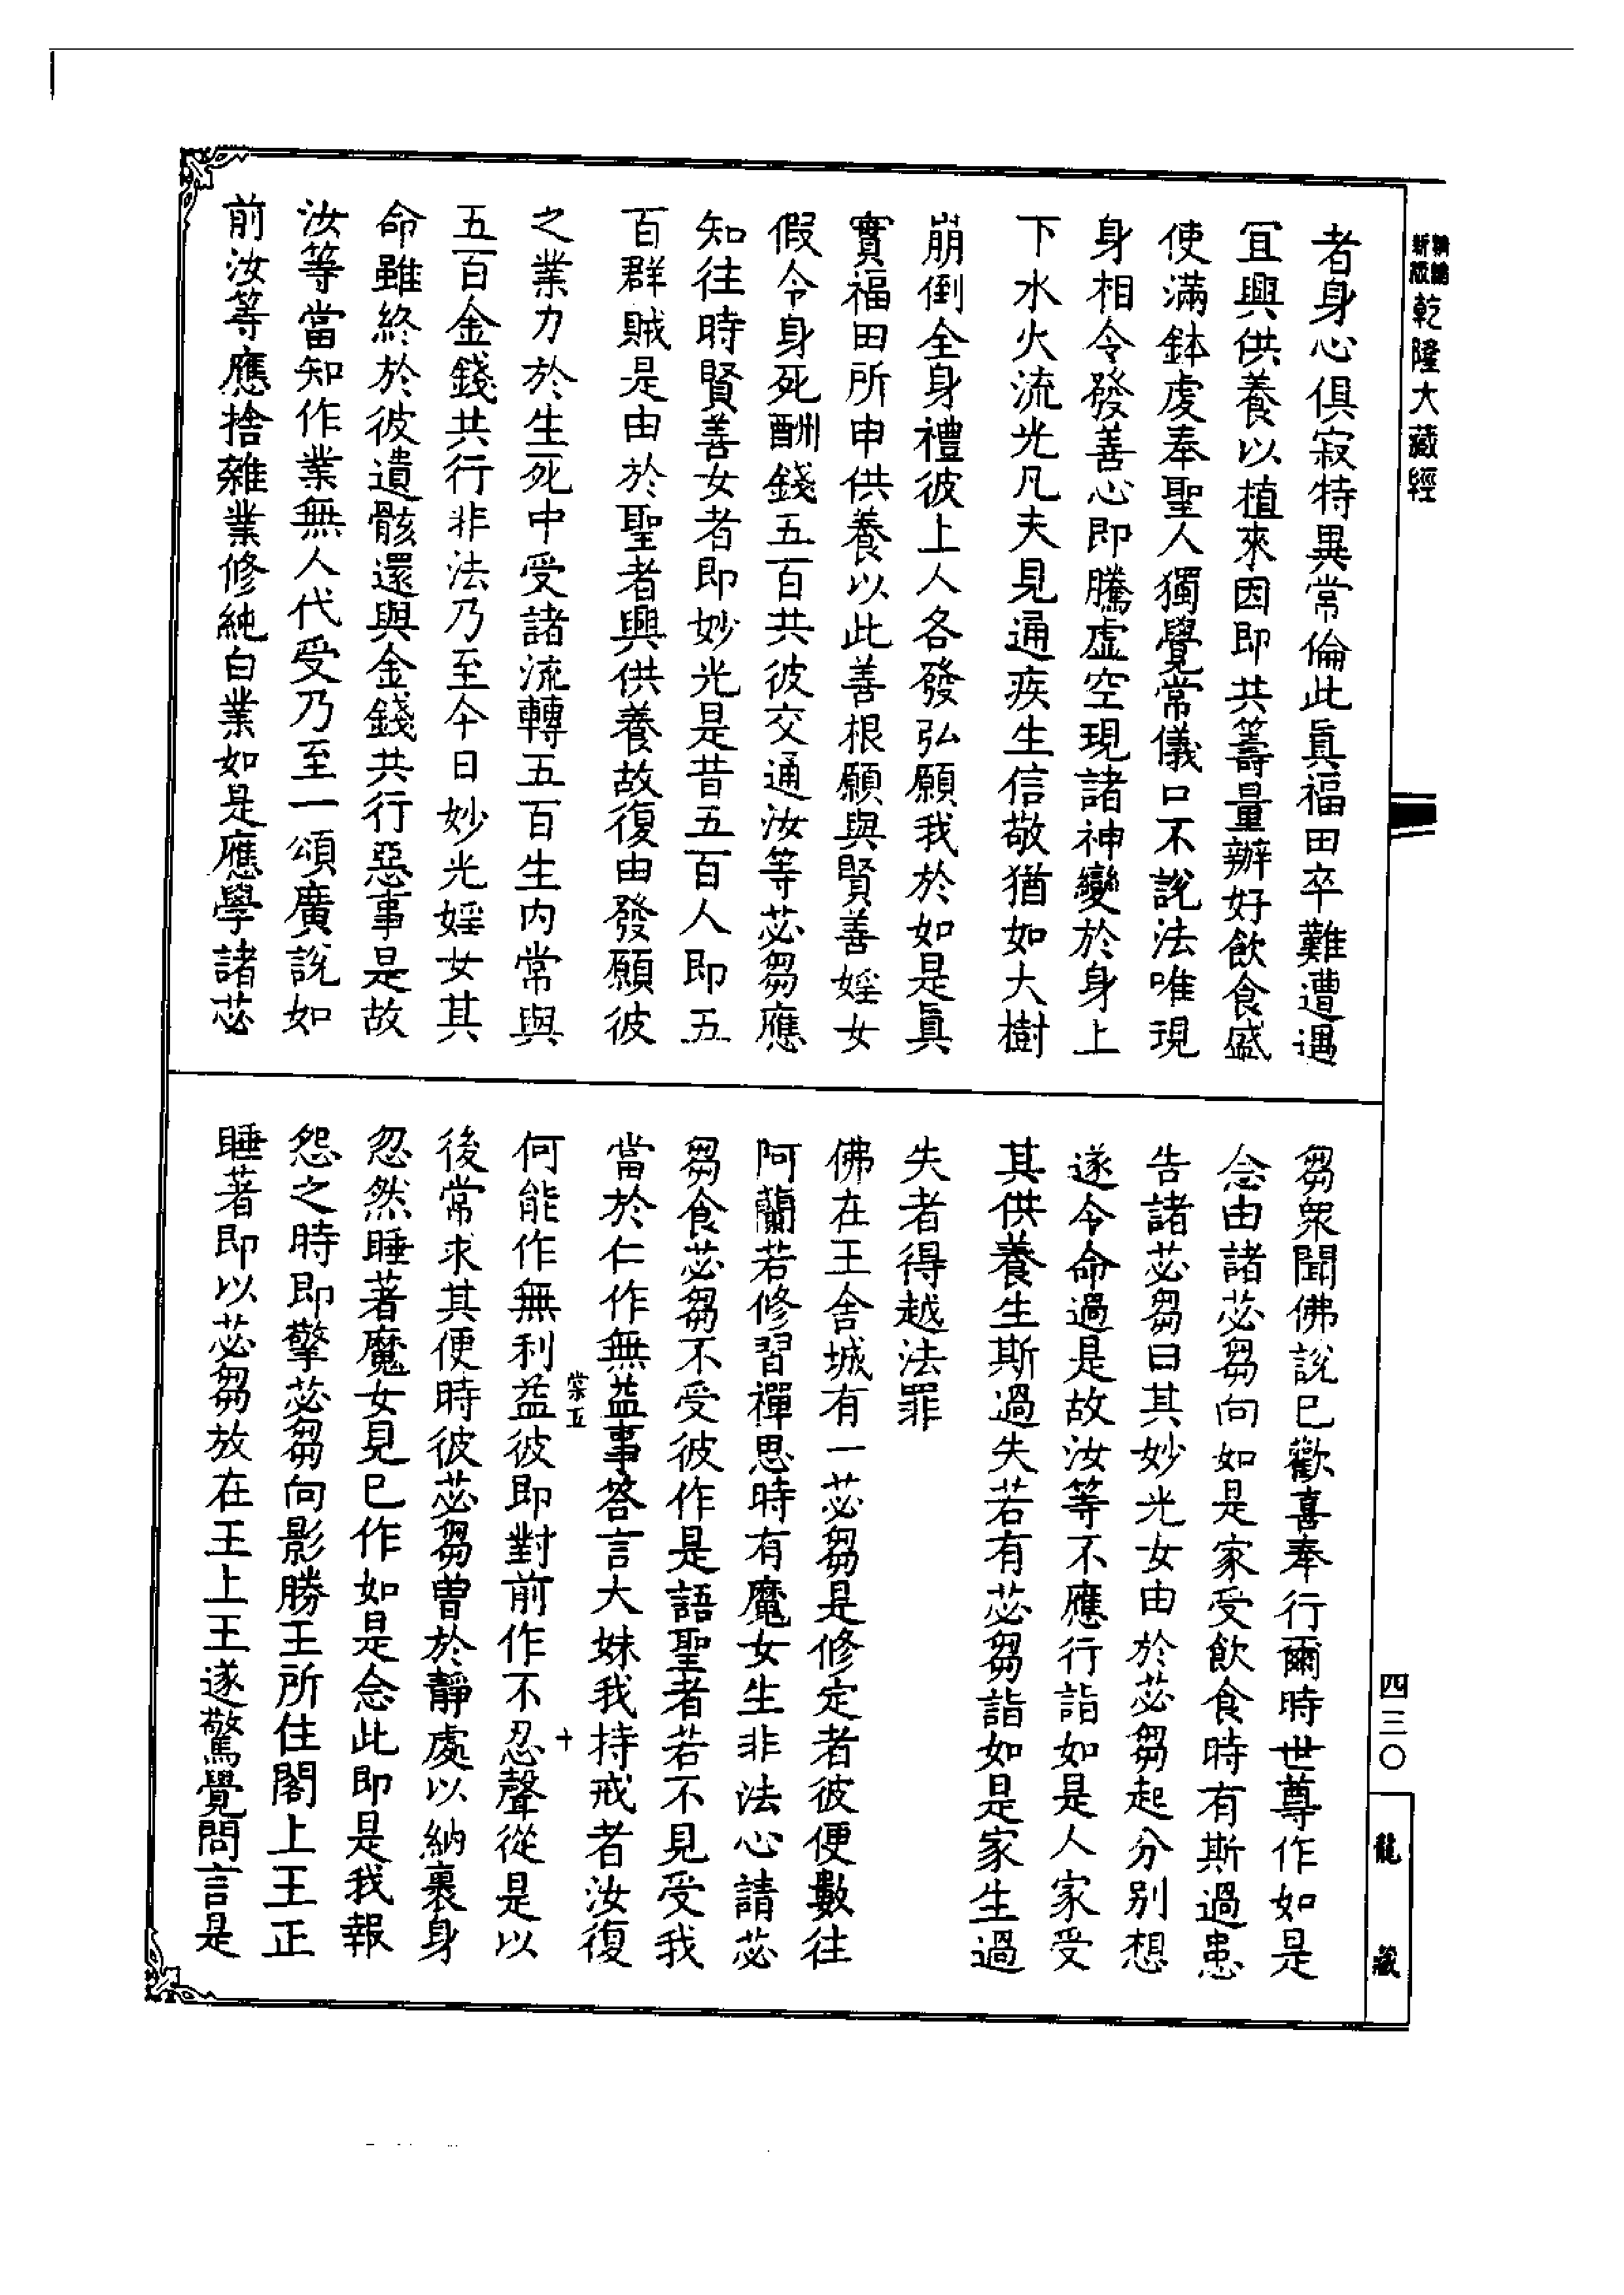 新版精編乾隆大藏經
者身心俱寂特異常倫此真福田卒難遭遇
宜興供養以植來因即共籌量辦好飲食盛
使滿鉢虔奉聖人獨覺常儀口不說法唯現
身相令發善心即騰虛空現諸神變於身上
下水火流光凡夫見通疾生信敬猶如大樹
崩倒全身禮彼上人各發弘願我於如是真
實福田所申供養以此善根願與賢善婬女
假令身死酬錢五百共彼交通汝等苾芻應
知往時賢善女者即妙光是昔五百人即五
百群賊是由於聖者興供養故復由發願彼
之業力於生死中受諸流轉五百生內常與
五百金錢共行非法乃至今日妙光婬女其
命雖終於彼遺骸還與金錢共行惡事是故
汝等當知作業無人代受乃至一頌廣說如
前汝等應捨雜業修純白業如是應學諸苾
芻衆聞佛說已歡喜奉行爾時世尊作如是
念由諸苾芻向如是家受飲食時有斯過患
告諸苾芻曰其妙光女由於苾芻起分別想
遂令命過是故汝等不應行詣如是人家受
其供養生斯過失若有苾芻詣如是家生過
失者得越法罪
佛在王舍城有一苾芻是修定者彼便數往
阿蘭若修習禪思時有魔女生非法心請苾
芻食苾芻不受彼作是語聖者若不見受我
當於仁作無益事答言大妹我持戒者汝復
棠五 十
何能作無利益彼即對前作不忍聲從是以
後常求其便時彼苾芻曾於靜處以納裹身
忽然睡著魔女見已作如是念此即是我報
怨之時即擎苾芻向影勝王所住閣上王正
睡著即以苾芻放在王上王遂驚覺問言是
四三〇
龍藏